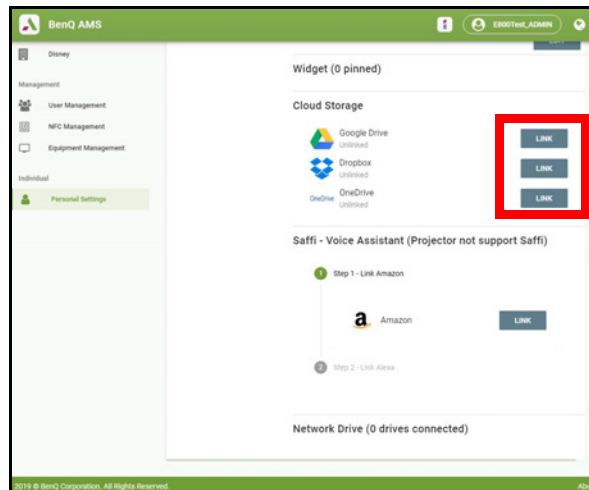 BenQ AMS
EB00Test_ADMIN
Disney
Management
User Management
NFC Management
Equipment Management
Individual
Personal Settings
Widget (0 pinned)
Cloud Storage
Google Drive
Unlinked
LINK
Dropbox
Unlinked
LINK
OneDrive
OneDrive
Unlinked
LINK
Saffi - Voice Assistant (Projector not support Saffi)
1 Step 1 - Link Amazon
a Amazon
LINK
2 Step 2 - Link Alexa
Network Drive (0 drives connected)
2019 © BenQ Corporation. All Rights Reserved.